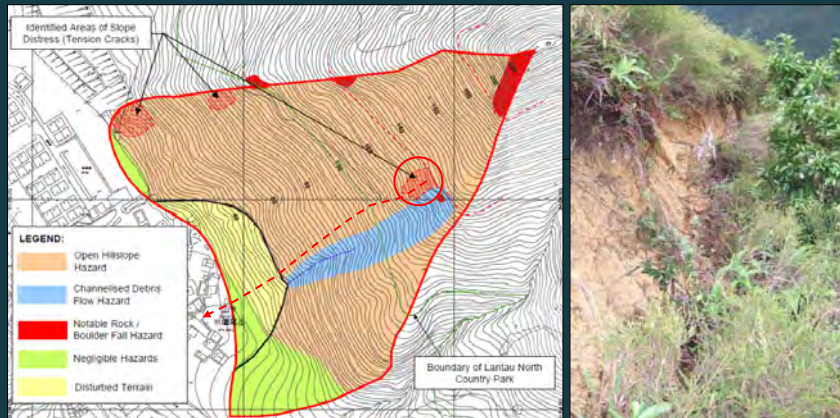 Identified Areas of Slope
Distress (Tension Cracks)
LEGEND:
Open Hillslope
Hazard
Channelised Debris
Flow Hazard
Notable Rock /
Boulder Fall Hazard
Negligible Hazards
Disturbed Terrain
Boundary of Lantau North
Country Park